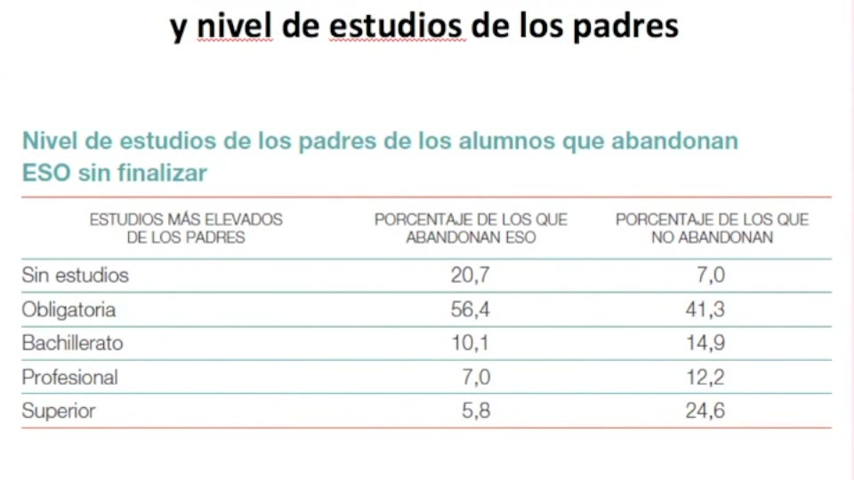 y nivel de estudios de los padres
Nivel de estudios de los padres de los alumnos que abandonan
ESO sin finalizar
ESTUDIOS MÁS ELEVADOS DE LOS PADRES
PORCENTAJE DE LOS QUE ABANDONAN ESO
PORCENTAJE DE LOS QUE NO ABANDONAN
Sin estudios 20,7 7,0
Obligatoria 56,4 41,3
Bachillerato 10,1 14,9
Profesional 7,0 12,2
Superior 5,8 24,6